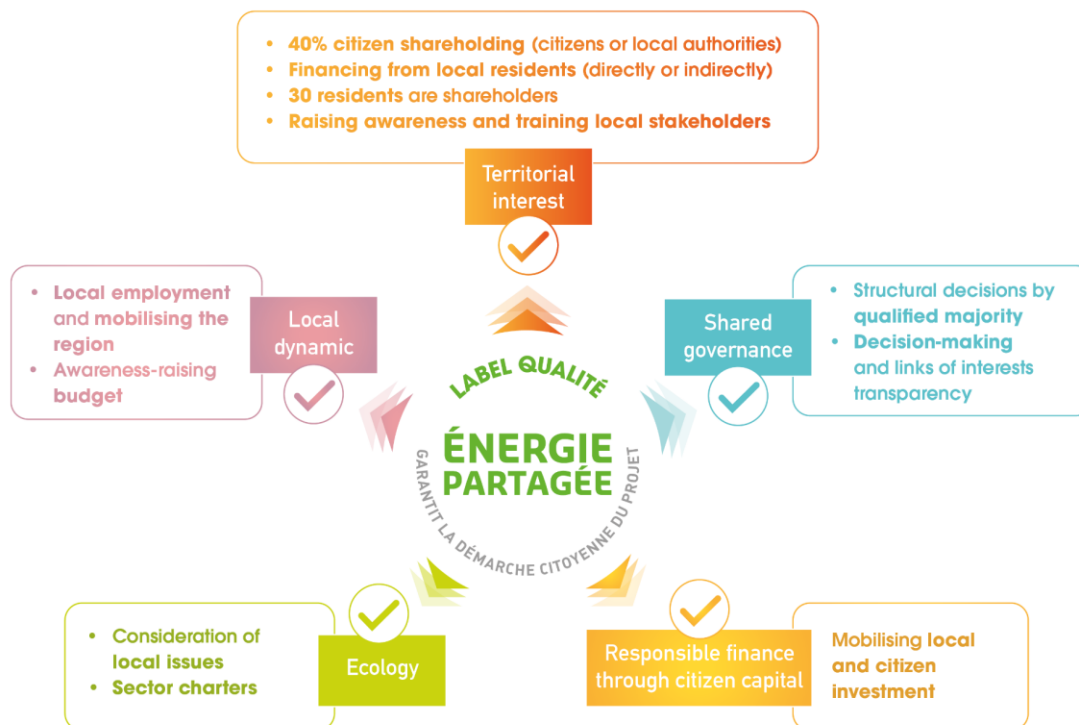 • 40% citizen shareholding (citizens or local authorities)
• Financing from local residents (directly or indirectly)
• 30 residents are shareholders
• Raising awareness and training local stakeholders
Territorial
interest
• Local employment
and mobilising the
region
• Awareness-raising
budget
Local
dynamic
Shared
governance
• Structural decisions by
qualified majority
• Decision-making
and links of interests
transparency
LABEL QUALITÉ
ÉNERGIE
PARTAGÉE
GARANTIT LA DÉMARCHE CITOYENNE DU PROJET
• Consideration of
local issues
• Sector charters
Ecology
Responsible finance
through citizen capital
Mobilising local
and citizen
investment